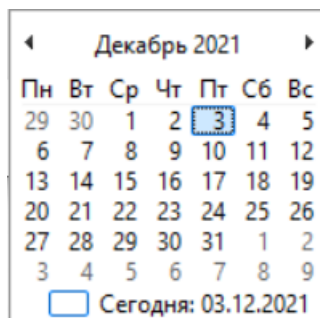 Декабрь 2021
Пн Вт Ср Чт Пт Сб Вс
29 30 1 2 3 4 5
6 7 8 9 10 11 12
13 14 15 16 17 18 19
20 21 22 23 24 25 26
27 28 29 30 31 1 2
3 4 5 6 7 8 9
Сегодня: 03.12.2021